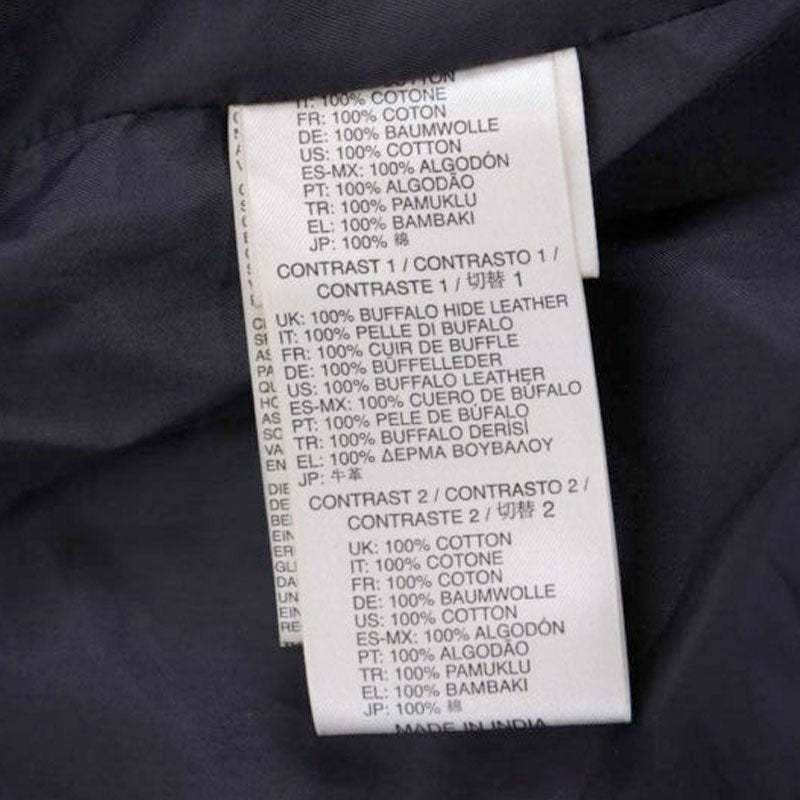 IT: 100% COTONE
FR: 100% COTON
DE: 100% BAUMWOLLE
US: 100% COTTON
ES-MX: 100% ALGODÓN
PT: 100% ALGODÃO
TR: 100% PAMUKLU
EL: 100% BAMBAKI
JP: 100% 綿
CONTRAST 1 / CONTRASTO 1 /
CONTRASTE 1 / 切替 1
UK: 100% BUFFALO HIDE LEATHER
IT: 100% PELLE DI BUFALO
FR: 100% CUIR DE BUFFLE
DE: 100% BÜFFELLEDER
US: 100% BUFFALO LEATHER
ES-MX: 100% CUERO DE BÚFALO
PT: 100% PELE DE BÚFALO
TR: 100% BUFFALO DERİSİ
EL: 100% ΔΕΡΜΑ ΒΟΥΒΑΛΟΥ
JP: 牛革
CONTRAST 2 / CONTRASTO 2 /
CONTRASTE 2 / 切替 2
UK: 100% COTTON
IT: 100% COTONE
FR: 100% COTON
DE: 100% BAUMWOLLE
US: 100% COTTON
ES-MX: 100% ALGODÓN
PT: 100% ALGODÃO
TR: 100% PAMUKLU
EL: 100% BAMBAKI
JP: 100% 綿
MADE IN INDIA